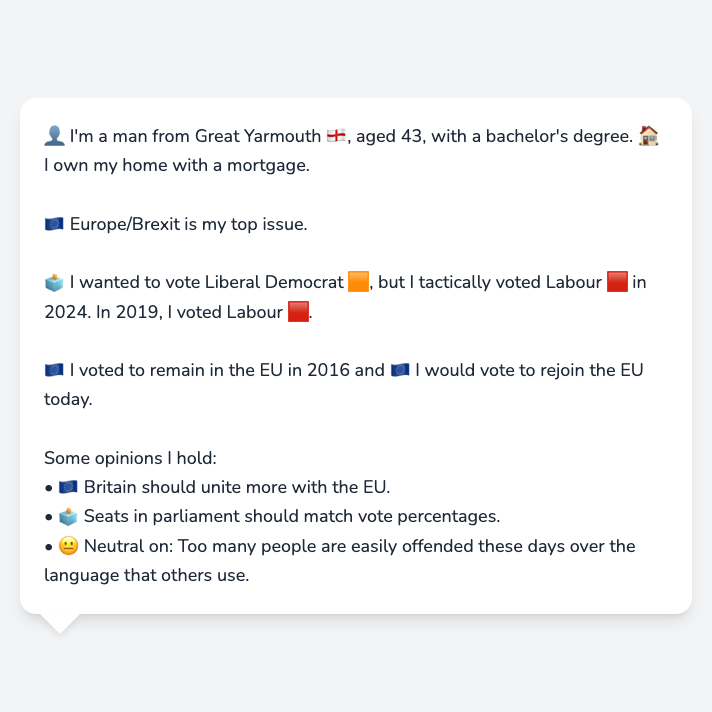 👤 I'm a man from Great Yarmouth 🏴󠁧󠁢󠁥󠁮󠁧󠁿, aged 43, with a bachelor's degree. 🏠
I own my home with a mortgage.
🇪🇺 Europe/Brexit is my top issue.
🗳️ I wanted to vote Liberal Democrat 🟧, but I tactically voted Labour 🟥 in
2024. In 2019, I voted Labour 🟥.
🇪🇺 I voted to remain in the EU in 2016 and 🇪🇺 I would vote to rejoin the EU
today.
Some opinions I hold:
• 🇪🇺 Britain should unite more with the EU.
• 🗳️ Seats in parliament should match vote percentages.
• 😐 Neutral on: Too many people are easily offended these days over the
language that others use.